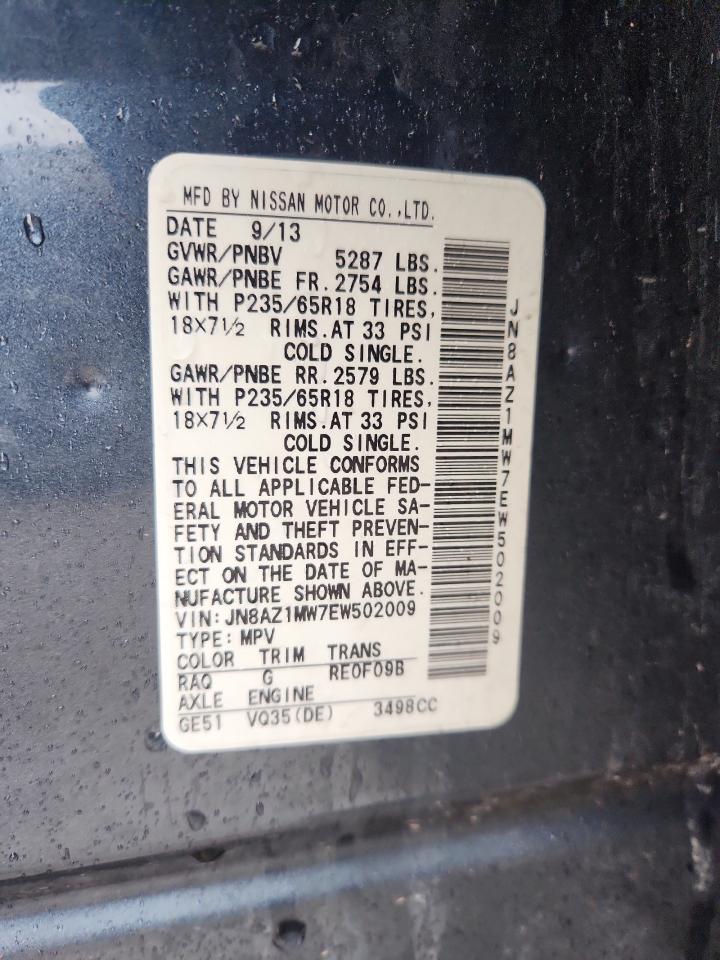 MFD BY NISSAN MOTOR CO.,LTD.
DATE 9/13
GVWR/PNBV 5287 LBS.
GAWR/PNBE FR. 2754 LBS.
WITH P235/65R18 TIRES,
18×7½ RIMS.AT 33 PSI
COLD SINGLE.
GAWR/PNBE RR. 2579 LBS.
WITH P235/65R18 TIRES,
18×7½ RIMS.AT 33 PSI
COLD SINGLE.
THIS VEHICLE CONFORMS
TO ALL APPLICABLE FED-
ERAL MOTOR VEHICLE SA-
FETY AND THEFT PREVEN-
TION STANDARDS IN EFF-
ECT ON THE DATE OF MA-
NUFACTURE SHOWN ABOVE.
VIN:JN8AZ1MW7EW502009
TYPE:MPV
COLOR TRIM TRANS
RAQ G RE0F09B
AXLE ENGINE
GE51 VQ35(DE) 3498CC
JN8AZ1MW7EW502009